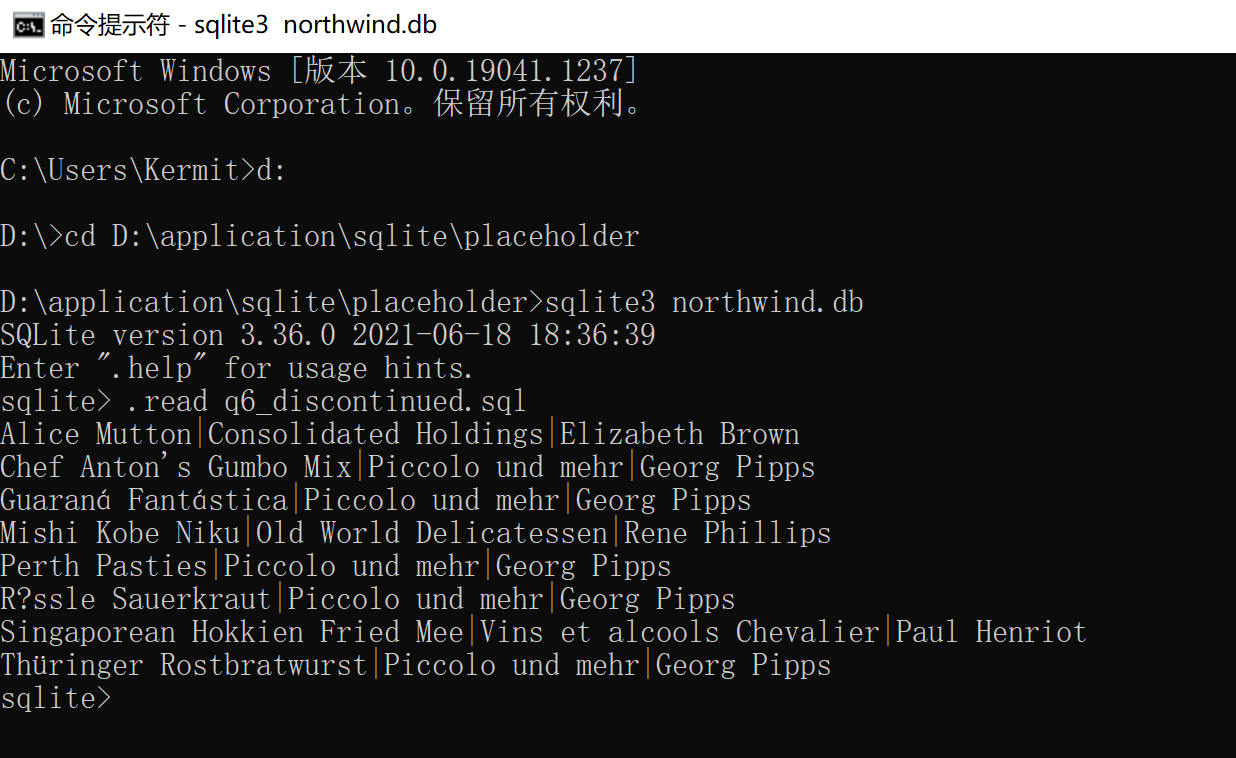 命令提示符 - sqlite3  northwind.db
Microsoft Windows [版本 10.0.19041.1237]
(c) Microsoft Corporation。保留所有权利。
C:\Users\Kermit>d:
D:\>cd D:\application\sqlite\placeholder
D:\application\sqlite\placeholder>sqlite3 northwind.db
SQLite version 3.36.0 2021-06-18 18:36:39
Enter ".help" for usage hints.
sqlite> .read q6_discontinued.sql
Alice Mutton|Consolidated Holdings|Elizabeth Brown
Chef Anton's Gumbo Mix|Piccolo und mehr|Georg Pipps
Guaraná Fantástica|Piccolo und mehr|Georg Pipps
Mishi Kobe Niku|Old World Delicatessen|Rene Phillips
Perth Pasties|Piccolo und mehr|Georg Pipps
R?ssle Sauerkraut|Piccolo und mehr|Georg Pipps
Singaporean Hokkien Fried Mee|Vins et alcools Chevalier|Paul Henriot
Thüringer Rostbratwurst|Piccolo und mehr|Georg Pipps
sqlite>